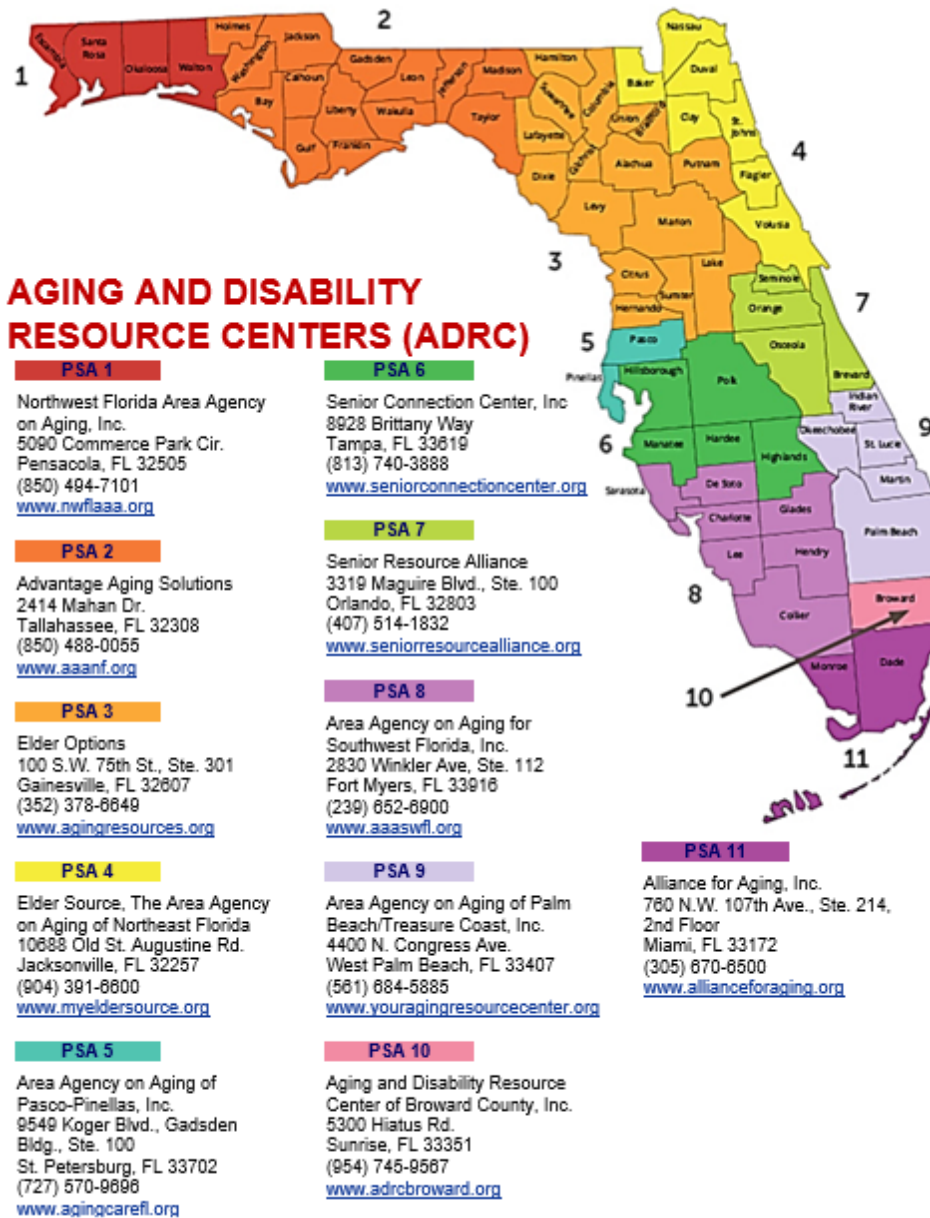 2
Nassau
Holmes
Jackson
Escambia
Santa
Rosa
Okaloosa
Walton
Washington
Gadsden
Hamilton
Baker
Duval
1
Calhoun
Leon
Jefferson
Madison
Suwannee
Columbia
Bay
Liberty
Wakulla
Taylor
Union
Bradford
Clay
St.
Johns
Lafayette
Gulf
Franklin
Gilchrist
Alachua
Putnam
4
Dixie
Flagler
Levy
Marion
Volusia
3
Citrus
Lake
Sumter
Seminole
Hernando
Orange
7
AGING AND DISABILITY
RESOURCE CENTERS (ADRC)
5
Pasco
Osceola
Pinellas
Hillsborough
Polk
Brevard
Indian
River
Okeechobee
9
6
Manatee
Hardee
St. Lucie
Highlands
Sarasota
De Soto
Martin
Charlotte
Glades
Palm Beach
Lee
Hendry
8
Broward
Collier
Monroe
Dade
10
11
PSA 1
Northwest Florida Area Agency
on Aging, Inc.
5090 Commerce Park Cir.
Pensacola, FL 32505
(850) 494-7101
www.nwflaaa.org
PSA 2
Advantage Aging Solutions
2414 Mahan Dr.
Tallahassee, FL 32308
(850) 488-0055
www.aaanf.org
PSA 3
Elder Options
100 S.W. 75th St., Ste. 301
Gainesville, FL 32607
(352) 378-6649
www.agingresources.org
PSA 4
Elder Source, The Area Agency
on Aging of Northeast Florida
10688 Old St. Augustine Rd.
Jacksonville, FL 32257
(904) 391-6600
www.myeldersource.org
PSA 5
Area Agency on Aging of
Pasco-Pinellas, Inc.
9549 Koger Blvd., Gadsden
Bldg., Ste. 100
St. Petersburg, FL 33702
(727) 570-9696
www.agingcarefl.org
PSA 6
Senior Connection Center, Inc
8928 Brittany Way
Tampa, FL 33619
(813) 740-3888
www.seniorconnectioncenter.org
PSA 7
Senior Resource Alliance
3319 Maguire Blvd., Ste. 100
Orlando, FL 32803
(407) 514-1832
www.seniorresourcealliance.org
PSA 8
Area Agency on Aging for
Southwest Florida, Inc.
2830 Winkler Ave, Ste. 112
Fort Myers, FL 33916
(239) 652-6900
www.aaaswfl.org
PSA 9
Area Agency on Aging of Palm
Beach/Treasure Coast, Inc.
4400 N. Congress Ave.
West Palm Beach, FL 33407
(561) 684-5885
www.youragingresourcecenter.org
PSA 10
Aging and Disability Resource
Center of Broward County, Inc.
5300 Hiatus Rd.
Sunrise, FL 33351
(954) 745-9567
www.adrcbroward.org
PSA 11
Alliance for Aging, Inc.
760 N.W. 107th Ave., Ste. 214,
2nd Floor
Miami, FL 33172
(305) 670-6500
www.allianceforaging.org